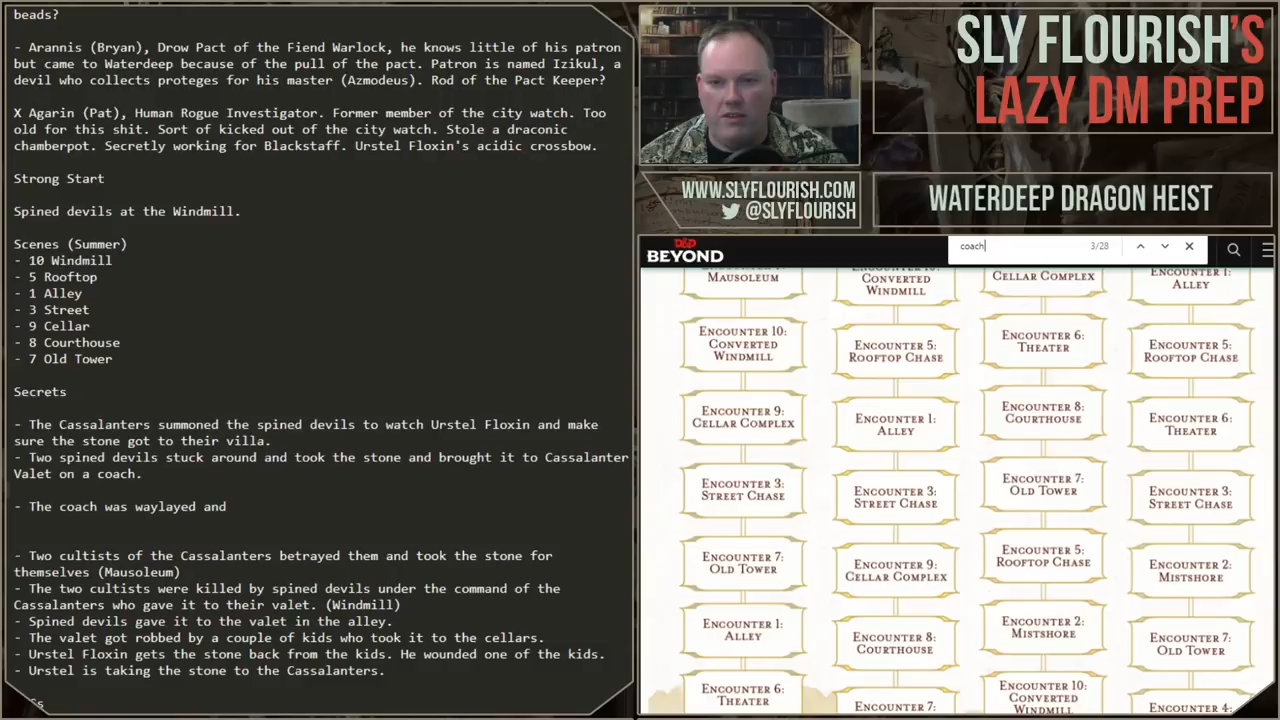 beads?
- Arannis (Bryan), Drow Pact of the Fiend Warlock, he knows little of his patron
but came to Waterdeep because of the pull of the pact. Patron is named Izikul, a
devil who collects proteges for his master (Azmodeus). Rod of the Pact Keeper?
X Agarin (Pat), Human Rogue Investigator. Former member of the city watch. Too
old for this shit. Sort of kicked out of the city watch. Stole a draconic
chamberpot. Secretly working for Blackstaff. Urstel Floxin's acidic crossbow.
Strong Start
Spined devils at the Windmill.
Scenes (Summer)
- 10 Windmill
- 5 Rooftop
- 1 Alley
- 3 Street
- 9 Cellar
- 8 Courthouse
- 7 Old Tower
Secrets
- The Cassalanters summoned the spined devils to watch Urstel Floxin and make
sure the stone got to their villa.
- Two spined devils stuck around and took the stone and brought it to Cassalanter
Valet on a coach.
- The coach was waylayed and
- Two cultists of the Cassalanters betrayed them and took the stone for
themselves (Mausoleum)
- The two cultists were killed by spined devils under the command of the
Cassalanters who gave it to their valet. (Windmill)
- Spined devils gave it to the valet in the alley.
- The valet got robbed by a couple of kids who took it to the cellars.
- Urstel Floxin gets the stone back from the kids. He wounded one of the kids.
- Urstel is taking the stone to the Cassalanters.
SLY FLOURISH'S
LAZY DM PREP
WWW.SLYFLOURISH.COM
@SLYFLOURISH
WATERDEEP DRAGON HEIST
D&D
BEYOND
coach
3/28
MAUSOLEUM
ENCOUNTER 10:
CONVERTED
WINDMILL
ENCOUNTER 9:
CELLAR COMPLEX
ENCOUNTER 3:
STREET CHASE
ENCOUNTER 7:
OLD TOWER
ENCOUNTER 1:
ALLEY
ENCOUNTER 6:
THEATER
CONVERTED
WINDMILL
ENCOUNTER 5:
ROOFTOP CHASE
ENCOUNTER 1:
ALLEY
ENCOUNTER 3:
STREET CHASE
ENCOUNTER 9:
CELLAR COMPLEX
ENCOUNTER 8:
COURTHOUSE
ENCOUNTER 7:
CELLAR COMPLEX
ENCOUNTER 6:
THEATER
ENCOUNTER 8:
COURTHOUSE
ENCOUNTER 7:
OLD TOWER
ENCOUNTER 5:
ROOFTOP CHASE
ENCOUNTER 2:
MISTSHORE
ENCOUNTER 10:
CONVERTED
WINDMILL
ENCOUNTER 1:
ALLEY
ENCOUNTER 5:
ROOFTOP CHASE
ENCOUNTER 6:
THEATER
ENCOUNTER 3:
STREET CHASE
ENCOUNTER 2:
MISTSHORE
ENCOUNTER 7:
OLD TOWER
ENCOUNTER 4: